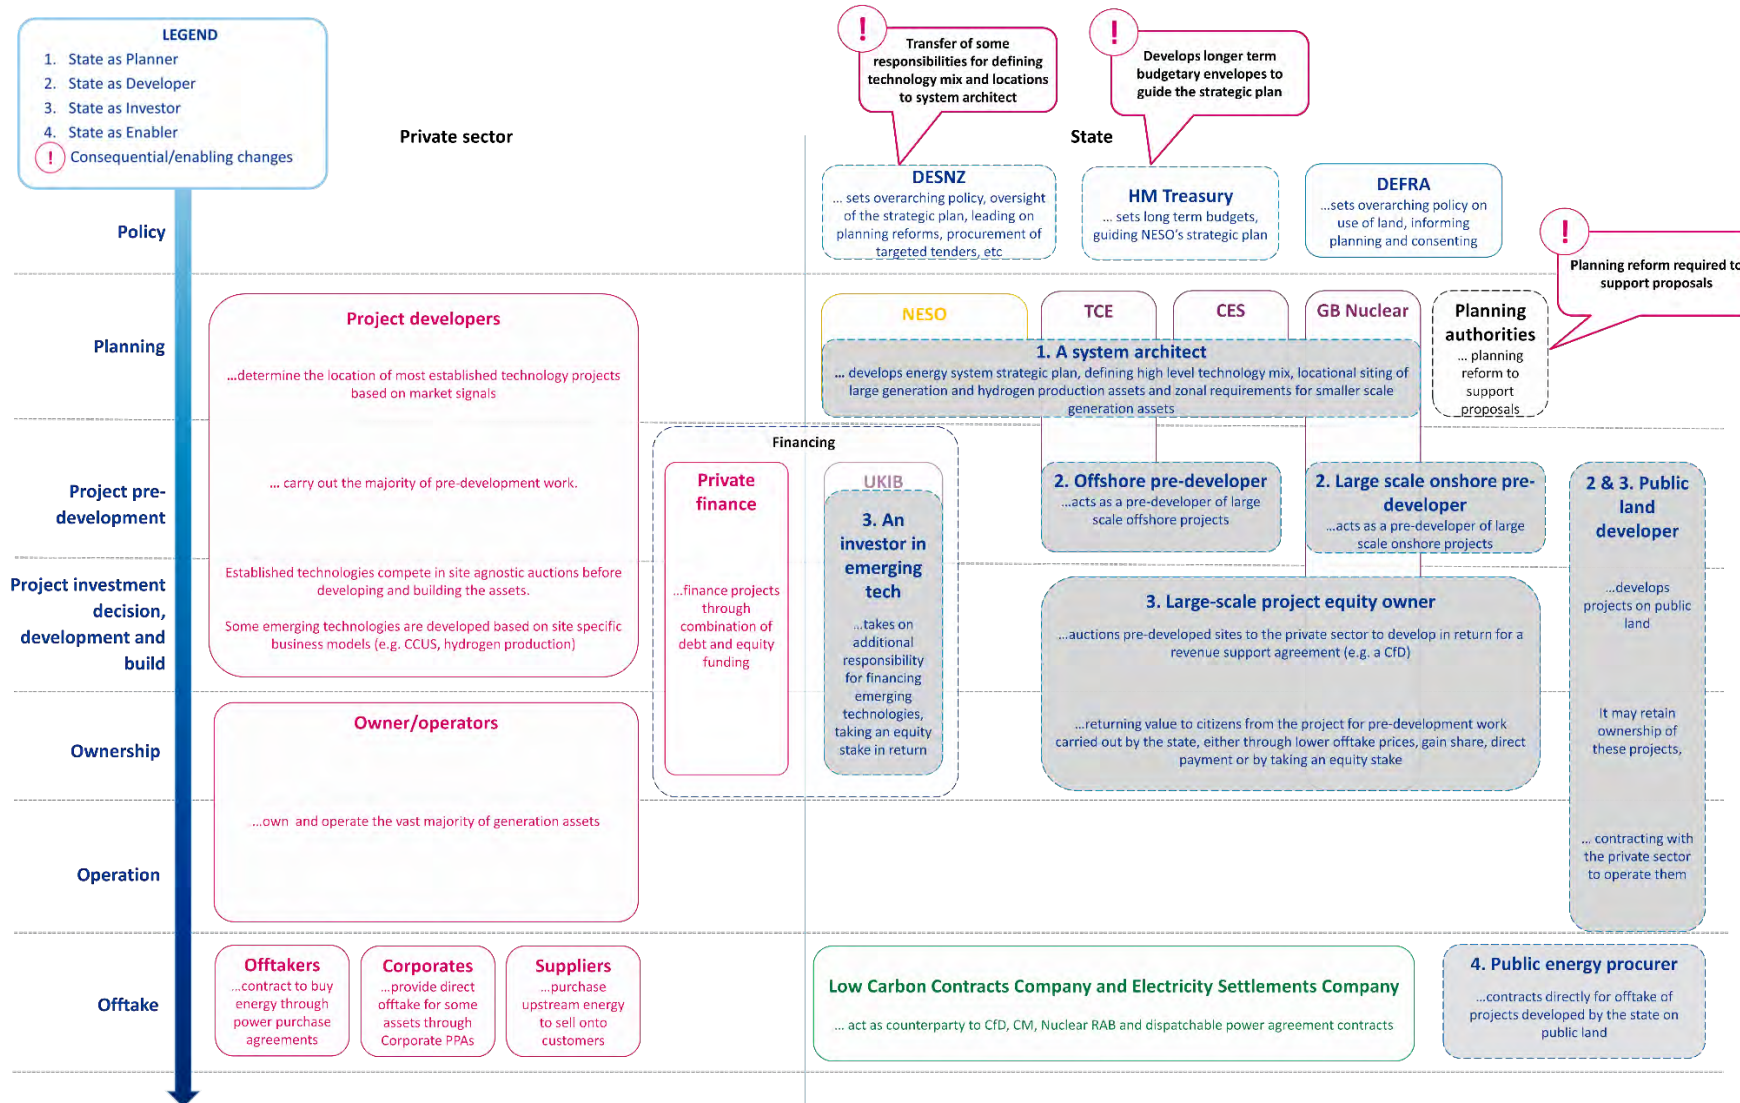 LEGEND
1. State as Planner
2. State as Developer
3. State as Investor
4. State as Enabler
! Consequential/enabling changes
Private sector
State
!
Transfer of some
responsibilities for defining
technology mix and locations
to system architect
!
Develops longer term
budgetary envelopes to
guide the strategic plan
Policy
DESNZ
... sets overarching policy, oversight
of the strategic plan, leading on
planning reforms, procurement of
targeted tenders, etc
HM Treasury
... sets long term budgets,
guiding NESO's strategic plan
DEFRA
...sets overarching policy on
use of land, informing
planning and consenting
!
Planning reform required to
support proposals
Planning
Project developers
...determine the location of most established technology projects
based on market signals
... carry out the majority of pre-development work.
Established technologies compete in site agnostic auctions before
developing and building the assets.
Some emerging technologies are developed based on site specific
business models (e.g. CCUS, hydrogen production)
NESO
TCE
CES
GB Nuclear
1. A system architect
... develops energy system strategic plan, defining high level technology mix, locational siting of
large generation and hydrogen production assets and zonal requirements for smaller scale
generation assets
Planning
authorities
... planning
reform to
support
proposals
Project pre-
development
Financing
Private
finance
...finance projects
through
combination of
debt and equity
funding
UKIB
3. An
investor in
emerging
tech
...takes on
additional
responsibility
for financing
emerging
technologies,
taking an equity
stake in return
2. Offshore pre-developer
...acts as a pre-developer of large
scale offshore projects
2. Large scale onshore pre-
developer
...acts as a pre-developer of large
scale onshore projects
2 & 3. Public
land
developer
...develops
projects on public
land
It may retain
ownership of
these projects,
... contracting with
the private sector
to operate them
Project investment
decision,
development and
build
3. Large-scale project equity owner
...auctions pre-developed sites to the private sector to develop in return for a
revenue support agreement (e.g. a CfD)
...returning value to citizens from the project for pre-development work
carried out by the state, either through lower offtake prices, gain share, direct
payment or by taking an equity stake
Ownership
Owner/operators
...own and operate the vast majority of generation assets
Operation
Offtake
Offtakers
...contract to buy
energy through
power purchase
agreements
Corporates
...provide direct
offtake for some
assets through
Corporate PPAs
Suppliers
...purchase
upstream energy
to sell onto
customers
Low Carbon Contracts Company and Electricity Settlements Company
... act as counterparty to CfD, CM, Nuclear RAB and dispatchable power agreement contracts
4. Public energy procurer
...contracts directly for offtake of
projects developed by the state on
public land